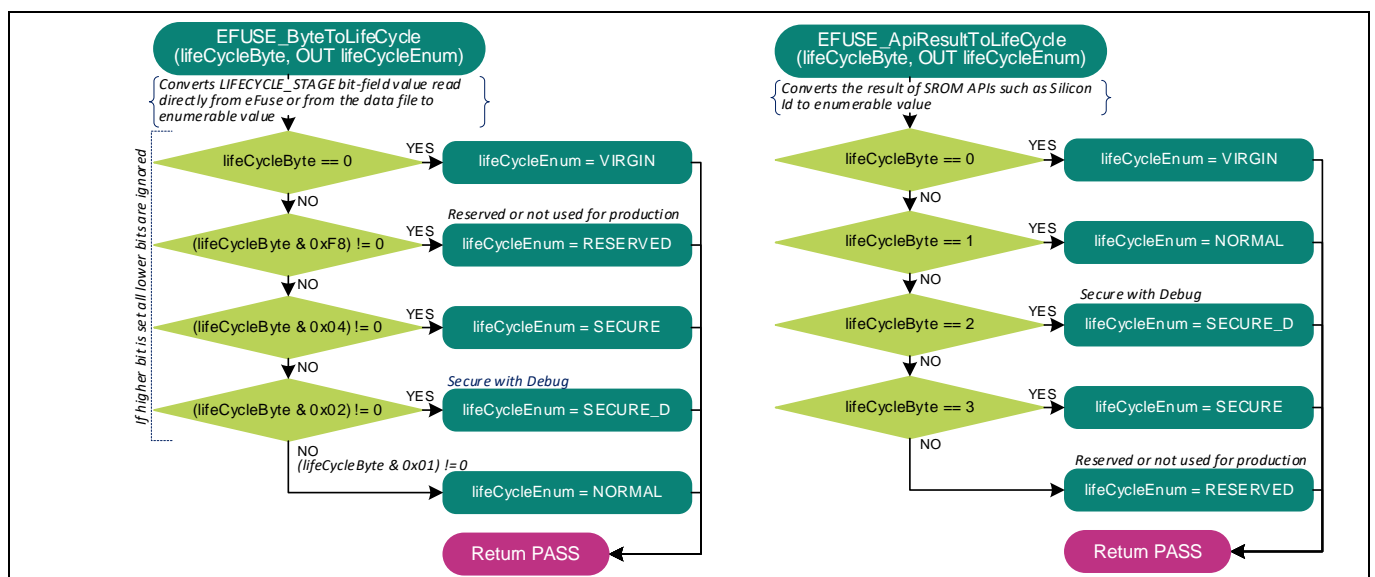 EFUSE_ByteToLifeCycle
(lifeCycleByte, OUT lifeCycleEnum)
Converts LIFECYCLE_STAGE bit-field value read
directly from eFuse or from the data file to
enumerable value
If higher bit is set all lower bits are ignored
lifeCycleByte == 0
YES
lifeCycleEnum = VIRGIN
NO
Reserved or not used for production
(lifeCycleByte & 0xF8) != 0
YES
lifeCycleEnum = RESERVED
NO
(lifeCycleByte & 0x04) != 0
YES
lifeCycleEnum = SECURE
NO
Secure with Debug
(lifeCycleByte & 0x02) != 0
YES
lifeCycleEnum = SECURE_D
NO
(lifeCycleByte & 0x01) != 0
lifeCycleEnum = NORMAL
Return PASS
EFUSE_ApiResultToLifeCycle
(lifeCycleByte, OUT lifeCycleEnum)
Converts the result of SROM APIs such as Silicon
Id to enumerable value
lifeCycleByte == 0
YES
lifeCycleEnum = VIRGIN
NO
lifeCycleByte == 1
YES
lifeCycleEnum = NORMAL
NO
Secure with Debug
lifeCycleByte == 2
YES
lifeCycleEnum = SECURE_D
NO
lifeCycleByte == 3
YES
lifeCycleEnum = SECURE
NO
Reserved or not used for production
lifeCycleEnum = RESERVED
Return PASS